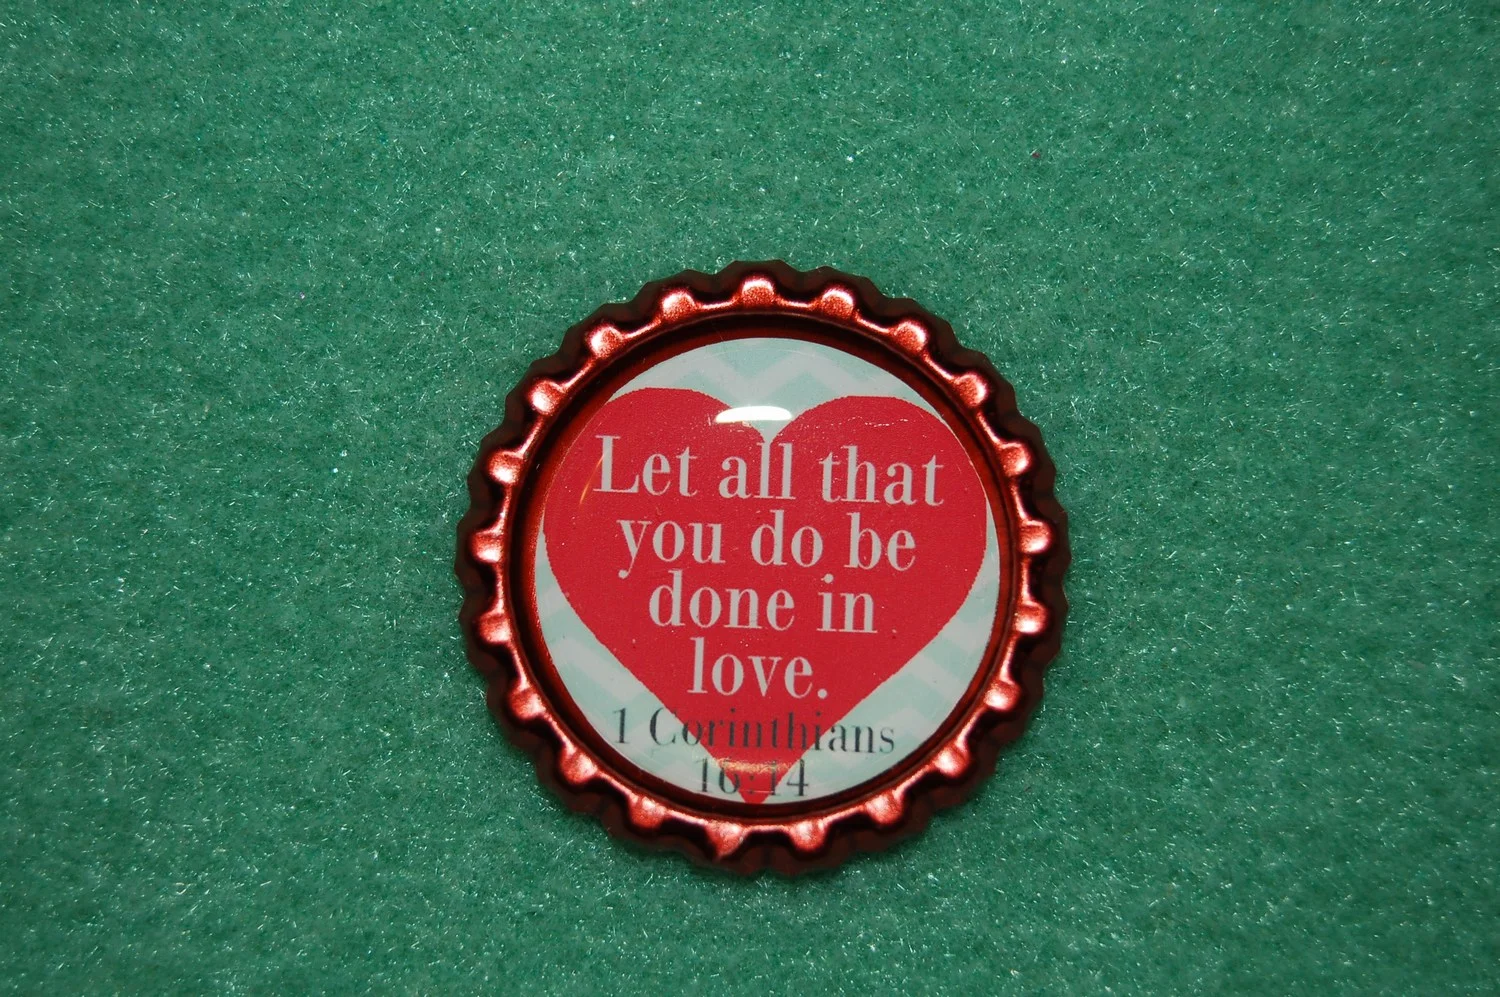 Let all that
you do be
done in
love.
1 Corinthians
16:14